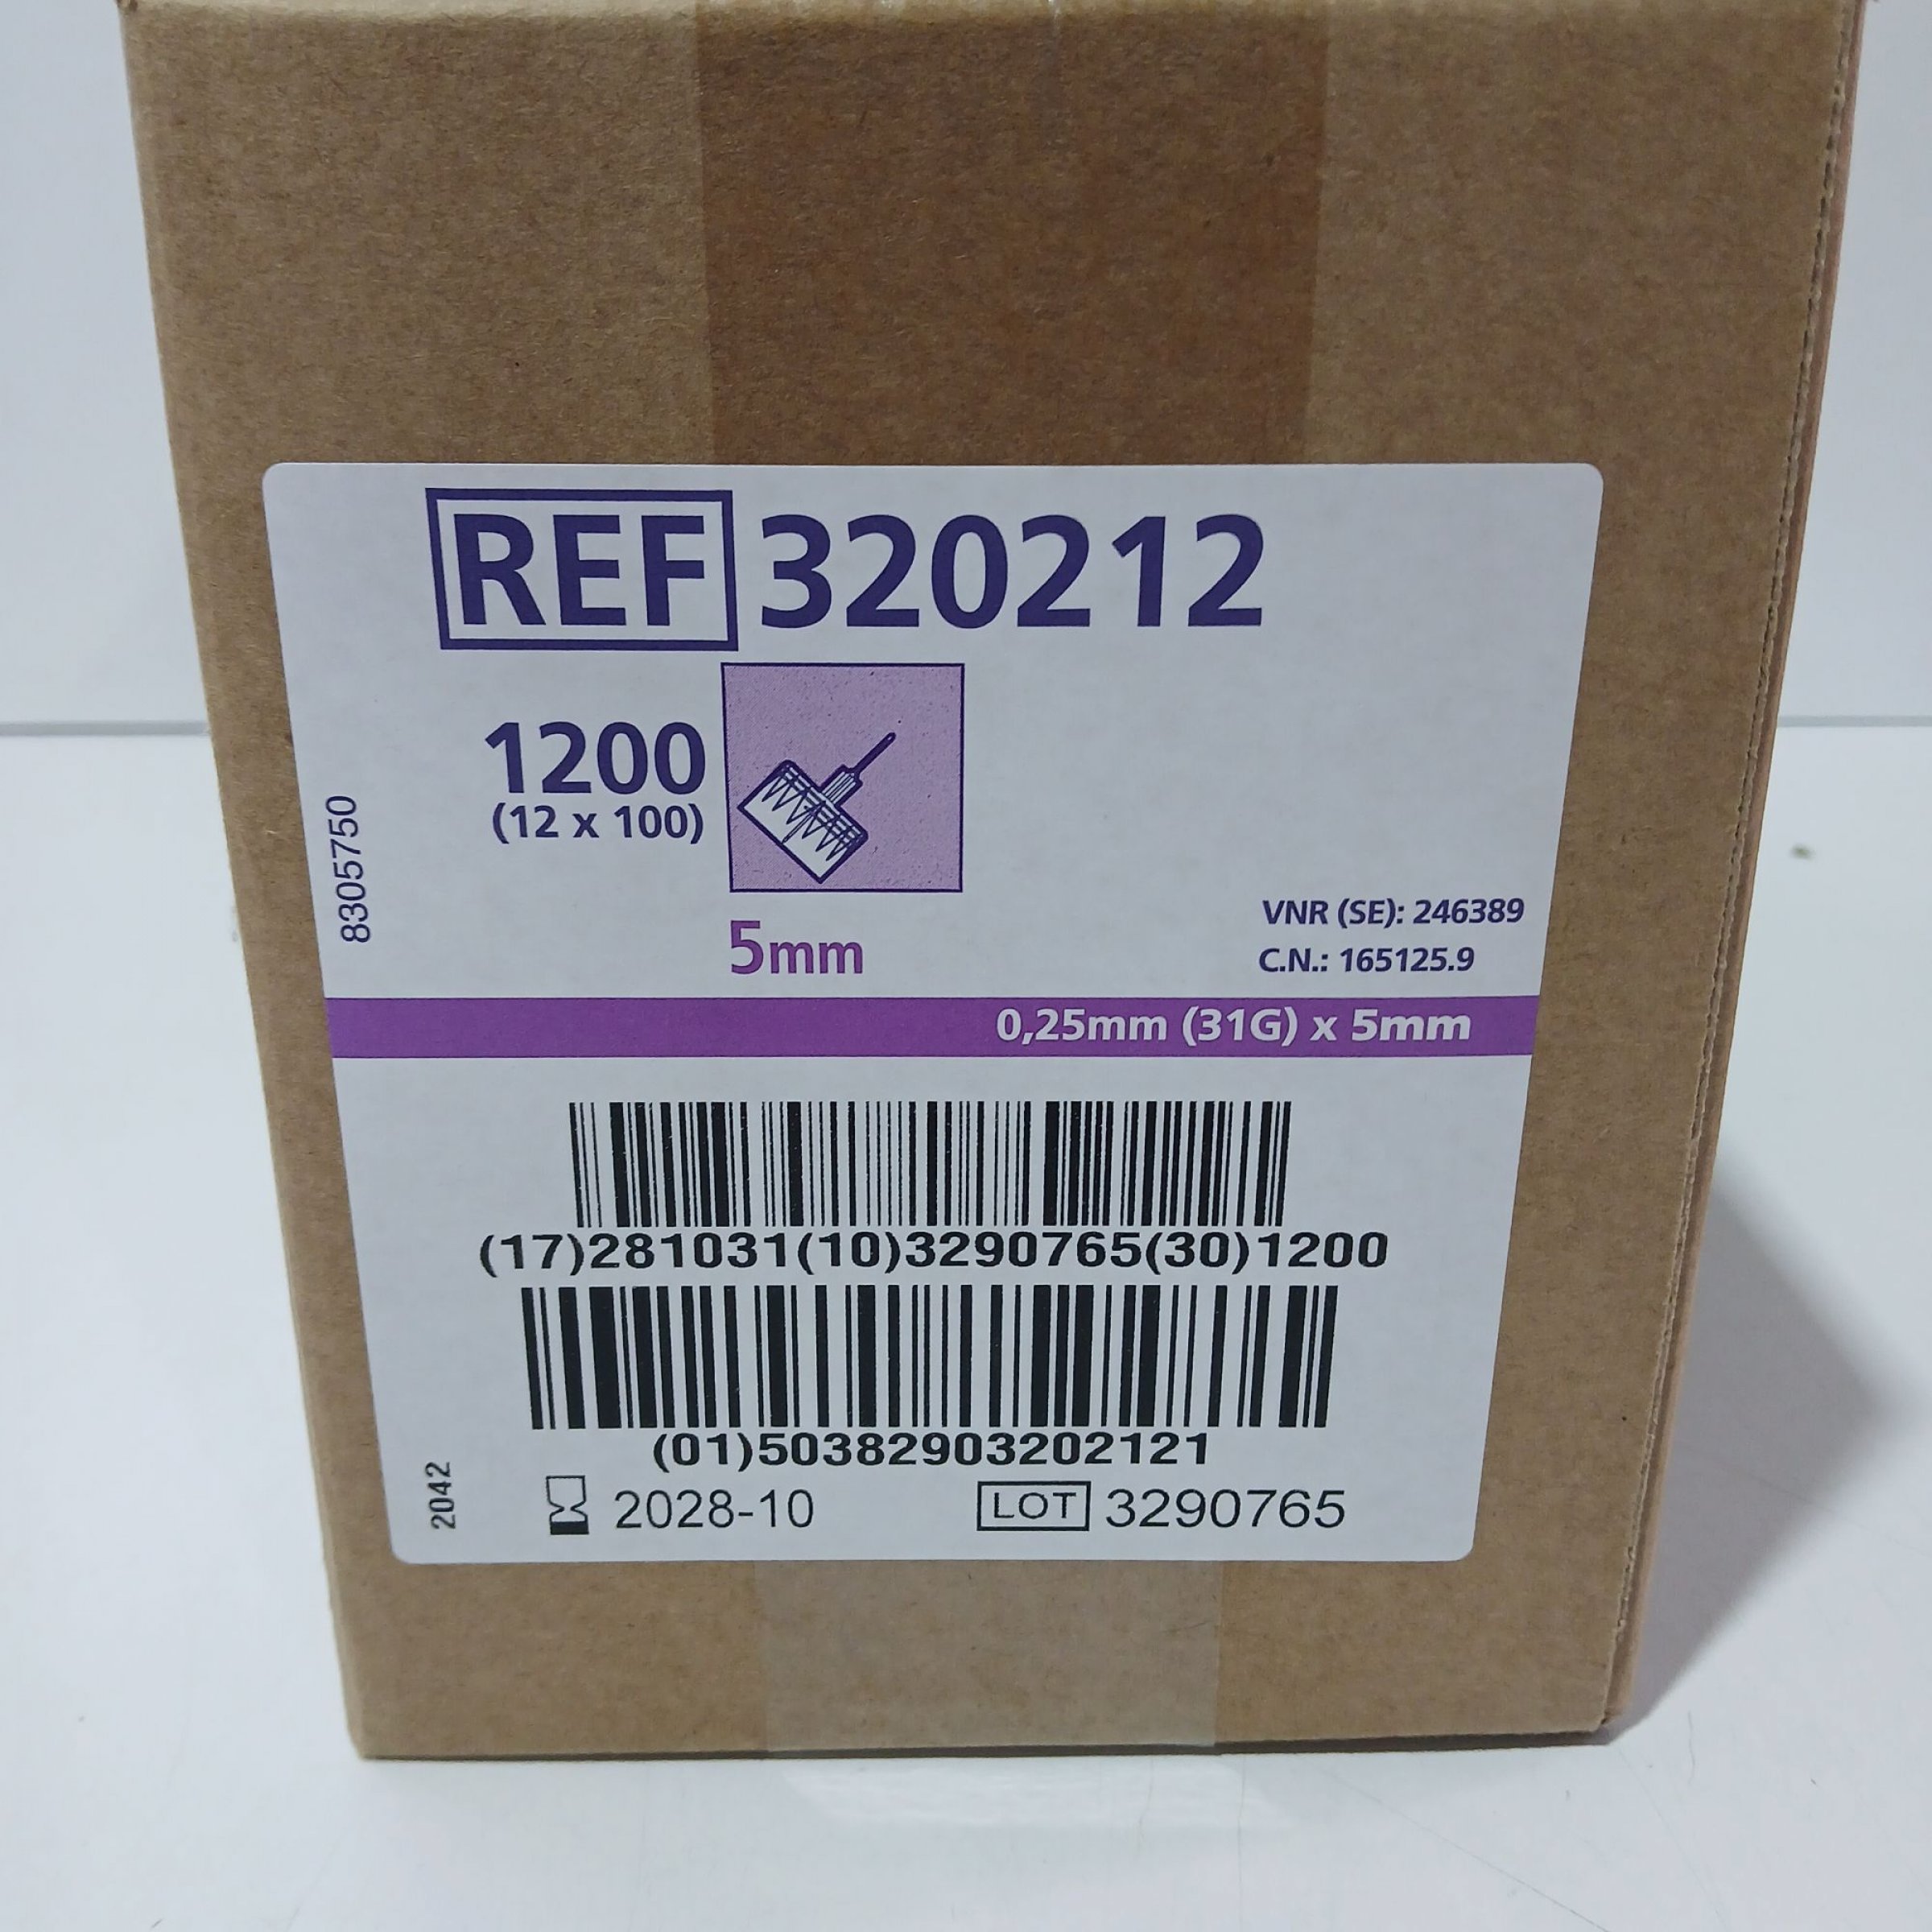 REF 320212
1200
(12 x 100)
8305750
5mm
VNR (SE): 246389
C.N.: 165125.9
0,25mm (31G) x 5mm
(17)281031(10)3290765(30)1200
(01)50382903202121
2042
2028-10
LOT 3290765